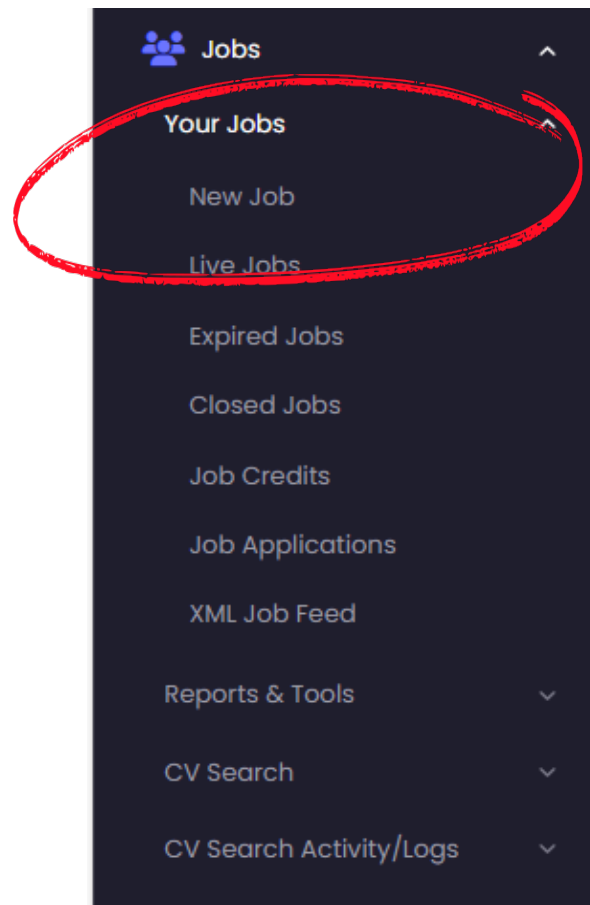 Jobs
Your Jobs
New Job
Live Jobs
Expired Jobs
Closed Jobs
Job Credits
Job Applications
XML Job Feed
Reports & Tools
CV Search
CV Search Activity/Logs